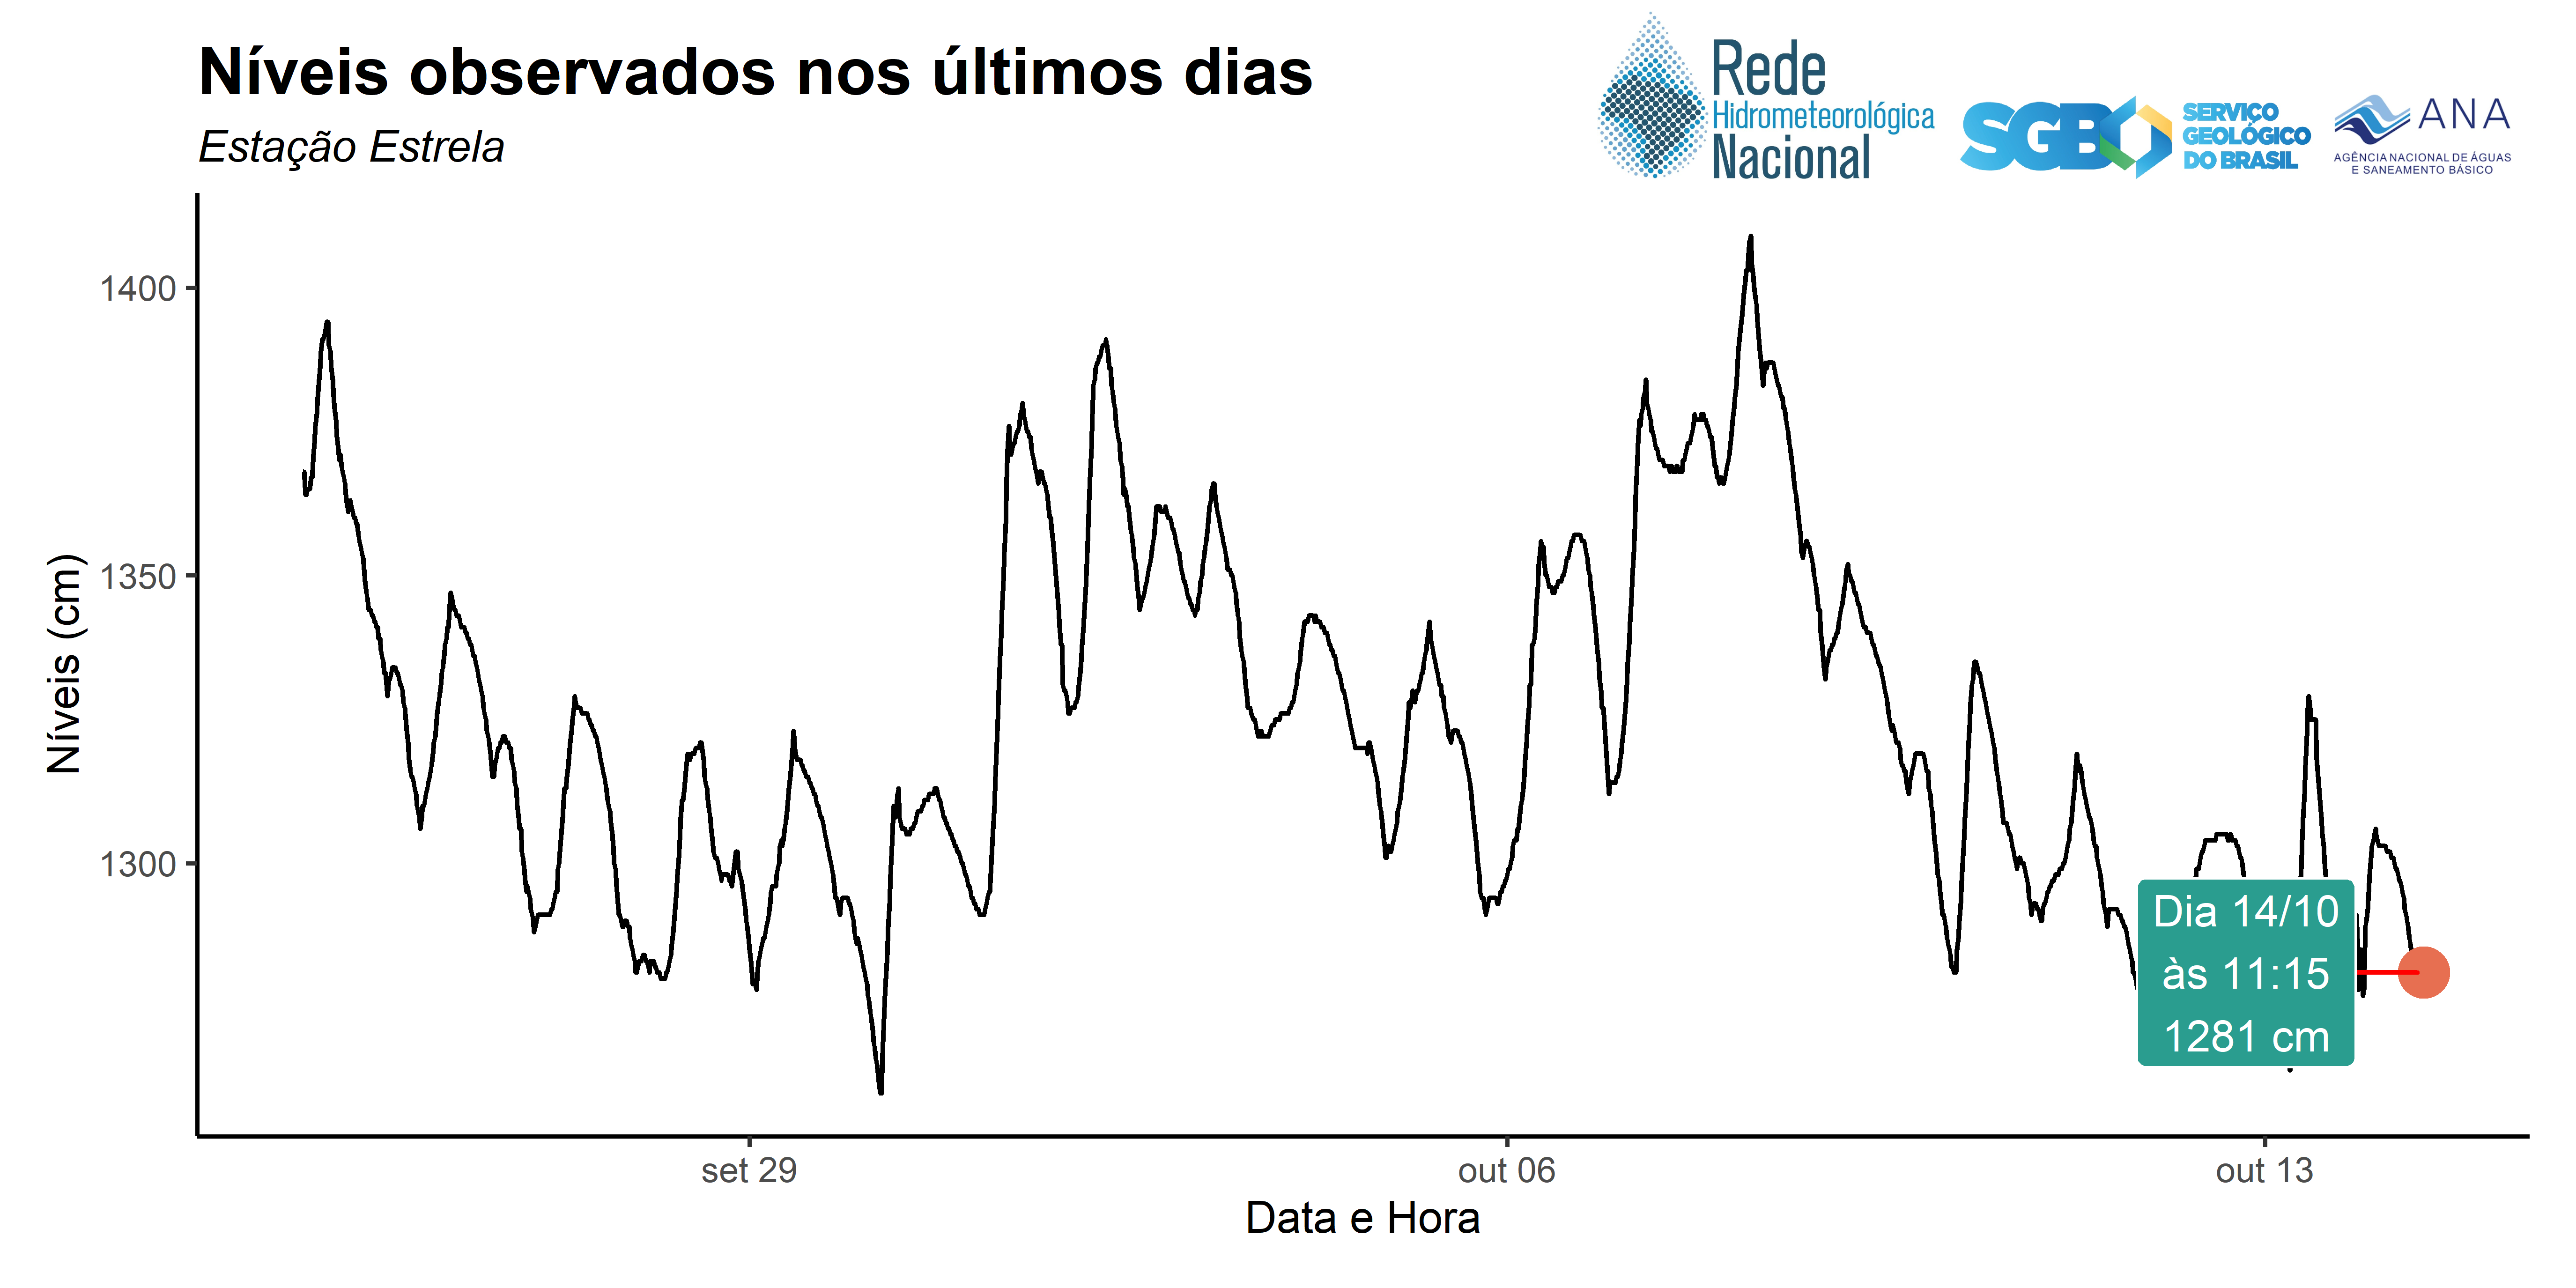 Níveis observados nos últimos dias
Estação Estrela
Rede
Hidrometeorológica
Nacional
SGB
SERVIÇO
GEOLÓGICO
DO BRASIL
ANA
AGÊNCIA NACIONAL DE ÁGUAS
E SANEAMENTO BÁSICO
Níveis (cm)
1400
1350
1300
Dia 14/10
às 11:15
1281 cm
set 29
out 06
out 13
Data e Hora